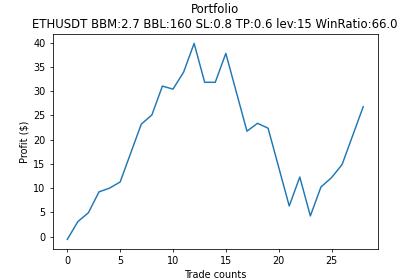 Portfolio
ETHUSDT BBM:2.7 BBL:160 SL:0.8 TP:0.6 lev:15 WinRatio:66.0
40
35
30
25
20
15
10
5
0
Profit ($)
0 5 10 15 20 25
Trade counts